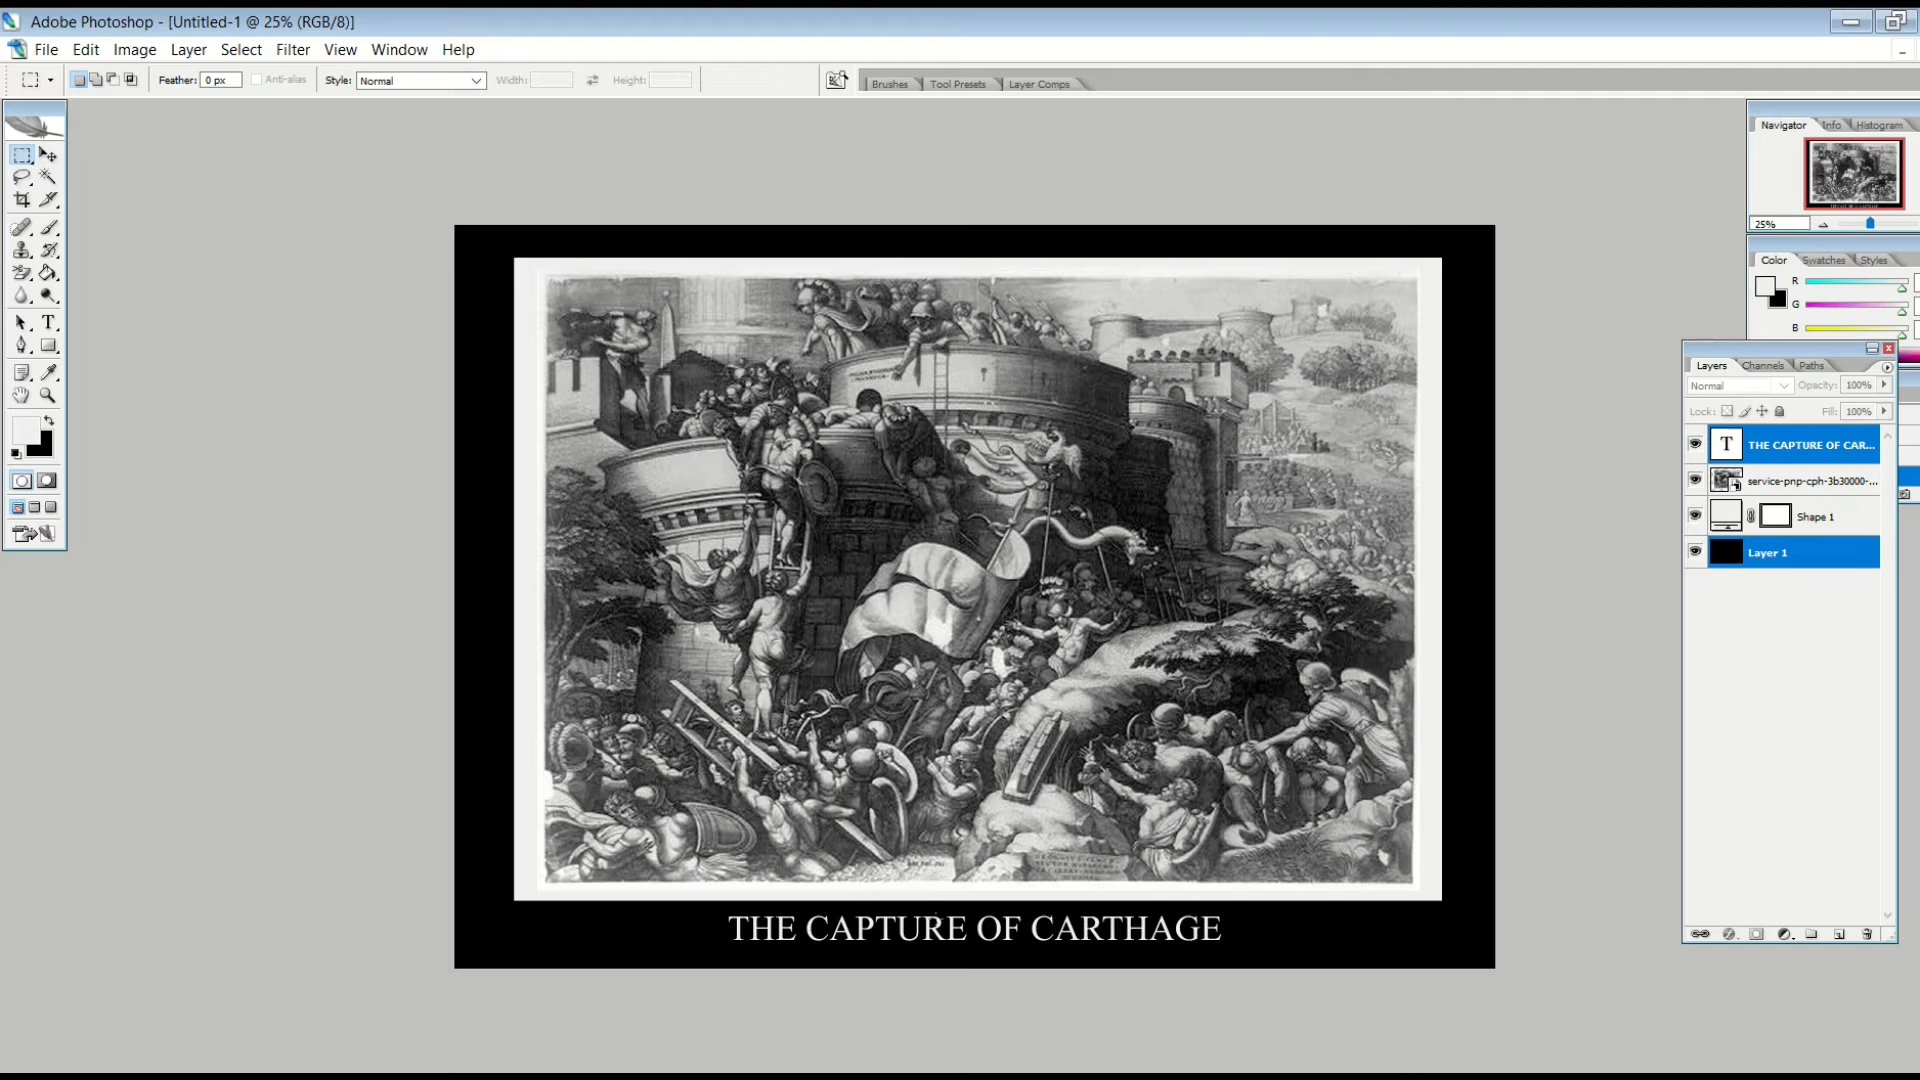 Adobe Photoshop - [Untitled-1 @ 25% (RGB/8)]
File Edit Image Layer Select Filter View Window Help
Feather: 0 px Anti-alias Style: Normal Width: Height: Brushes Tool Presets Layer Comps
Navigator Info Histogram
25%
Color Swatches Styles
R
G
B
Layers Channels Paths
Normal Opacity: 100%
Lock: Fill: 100%
T THE CAPTURE OF CAR...
service-pnp-cph-3b30000-...
Shape 1
Layer 1
THE CAPTURE OF CARTHAGE